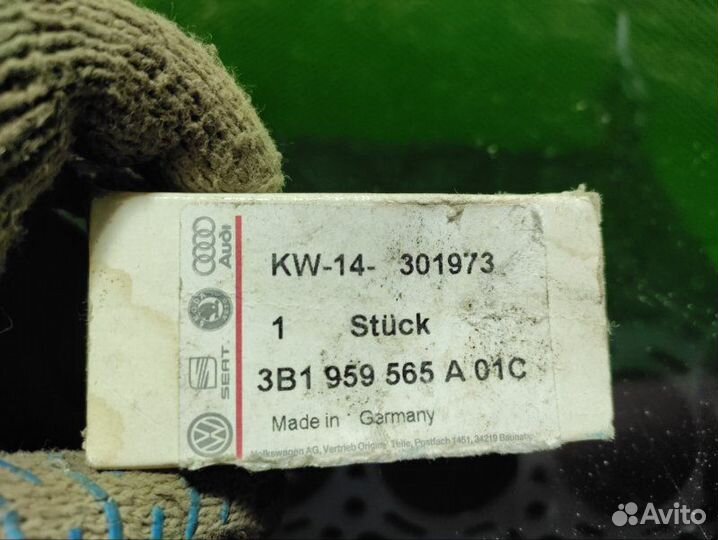 Audi
SEAT
KW-14- 301973
1 Stück
3B1 959 565 A 01C
Made in Germany
Volkswagen AG, Vertrieb Original Teile, Postfach 1451, 34219 Baunatal
Avito